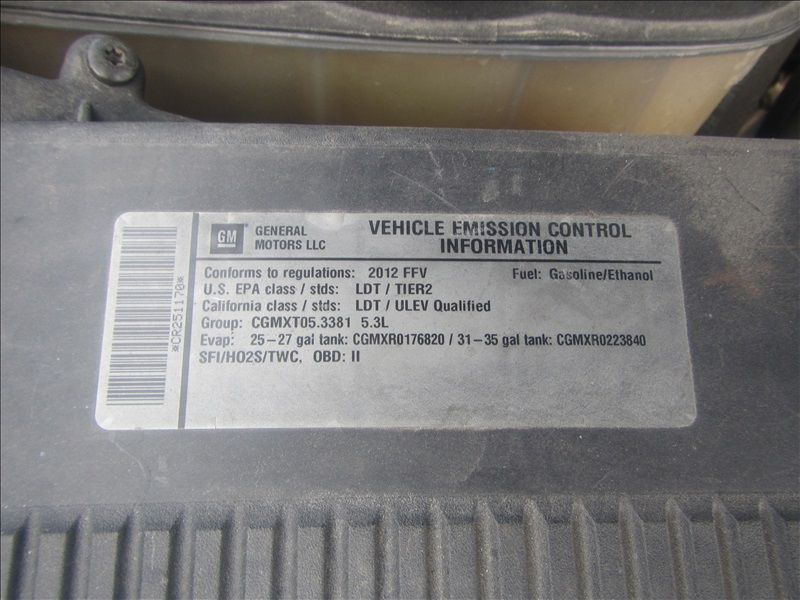 *CR251170*
GM
GENERAL
MOTORS LLC
VEHICLE EMISSION CONTROL
INFORMATION
Conforms to regulations: 2012 FFV Fuel: Gasoline/Ethanol
U.S. EPA class / stds: LDT / TIER2
California class / stds: LDT / ULEV Qualified
Group: CGMXT05.3381 5.3L
Evap: 25-27 gal tank: CGMXR0176820 / 31-35 gal tank: CGMXR0223840
SFI/HO2S/TWC, OBD: II